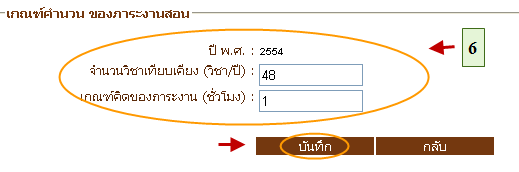 เกณฑ์คำนวน ของภาระงานสอน
ปี พ.ศ. : 2554
6
จำนวนวิชาเทียบเคียง (วิชา/ปี) : 48
เกณฑ์คิดของภาระงาน (ชั่วโมง) : 1
บันทึก กลับ